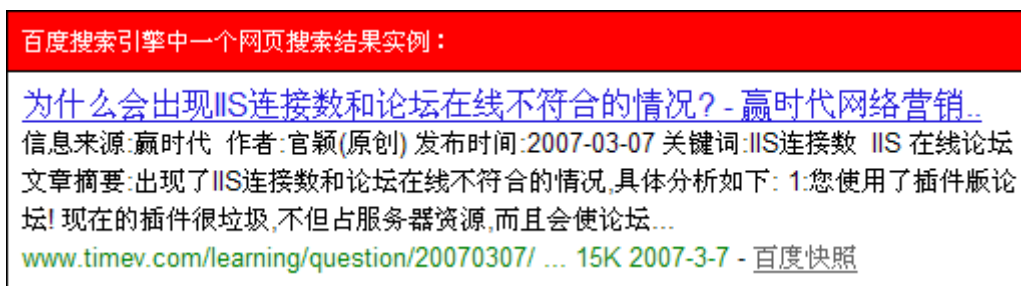 百度搜索引擎中一个网页搜索结果实例：
为什么会出现IIS连接数和论坛在线不符合的情况? - 赢时代网络营销..
信息来源:赢时代 作者:官颖(原创) 发布时间:2007-03-07 关键词:IIS连接数 IIS 在线论坛
文章摘要:出现了IIS连接数和论坛在线不符合的情况,具体分析如下: 1:您使用了插件版论
坛! 现在的插件很垃圾,不但占服务器资源,而且会使论坛...
www.timev.com/learning/question/20070307/ ... 15K 2007-3-7 - 百度快照